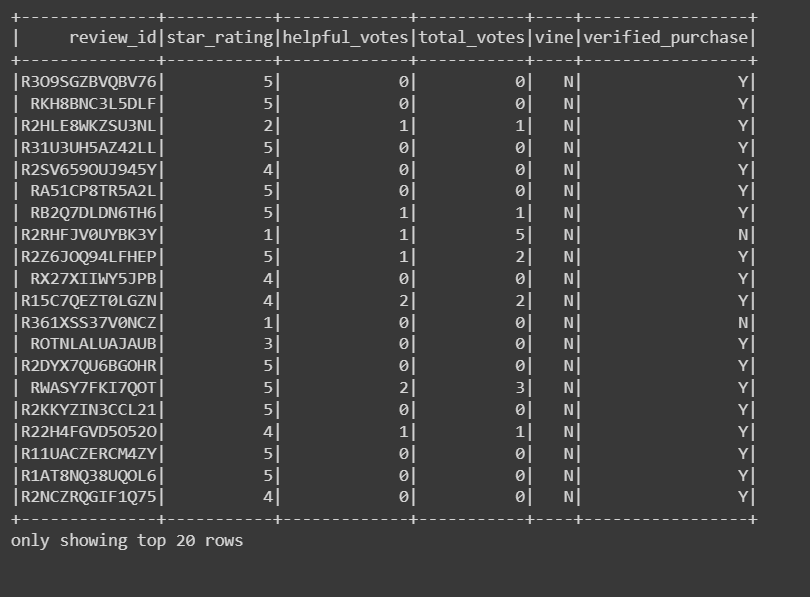 +--------------+-----------+-------------+-----------+----+-----------------+
|     review_id|star_rating|helpful_votes|total_votes|vine|verified_purchase|
+--------------+-----------+-------------+-----------+----+-----------------+
|R3O9SGZBVQBV76|          5|            0|          0|   N|                Y|
| RKH8BNC3L5DLF|          5|            0|          0|   N|                Y|
|R2HLE8WKZSU3NL|          2|            1|          1|   N|                Y|
|R31U3UH5AZ42LL|          5|            0|          0|   N|                Y|
|R2SV659OUJ945Y|          4|            0|          0|   N|                Y|
| RA51CP8TR5A2L|          5|            0|          0|   N|                Y|
| RB2Q7DLDN6TH6|          5|            1|          1|   N|                Y|
|R2RHFJV0UYBK3Y|          1|            1|          5|   N|                N|
|R2Z6JOQ94LFHEP|          5|            1|          2|   N|                Y|
| RX27XIIWY5JPB|          4|            0|          0|   N|                Y|
|R15C7QEZT0LGZN|          4|            2|          2|   N|                Y|
|R361XSS37V0NCZ|          1|            0|          0|   N|                N|
| ROTNLALUAJAUB|          3|            0|          0|   N|                Y|
|R2DYX7QU6BGOHR|          5|            0|          0|   N|                Y|
| RWASY7FKI7QOT|          5|            2|          3|   N|                Y|
|R2KKYZIN3CCL21|          5|            0|          0|   N|                Y|
|R22H4FGVD5O52O|          4|            1|          1|   N|                Y|
|R11UACZERCM4ZY|          5|            0|          0|   N|                Y|
|R1AT8NQ38UQOL6|          5|            0|          0|   N|                Y|
|R2NCZRQGIF1Q75|          4|            0|          0|   N|                Y|
+--------------+-----------+-------------+-----------+----+-----------------+
only showing top 20 rows